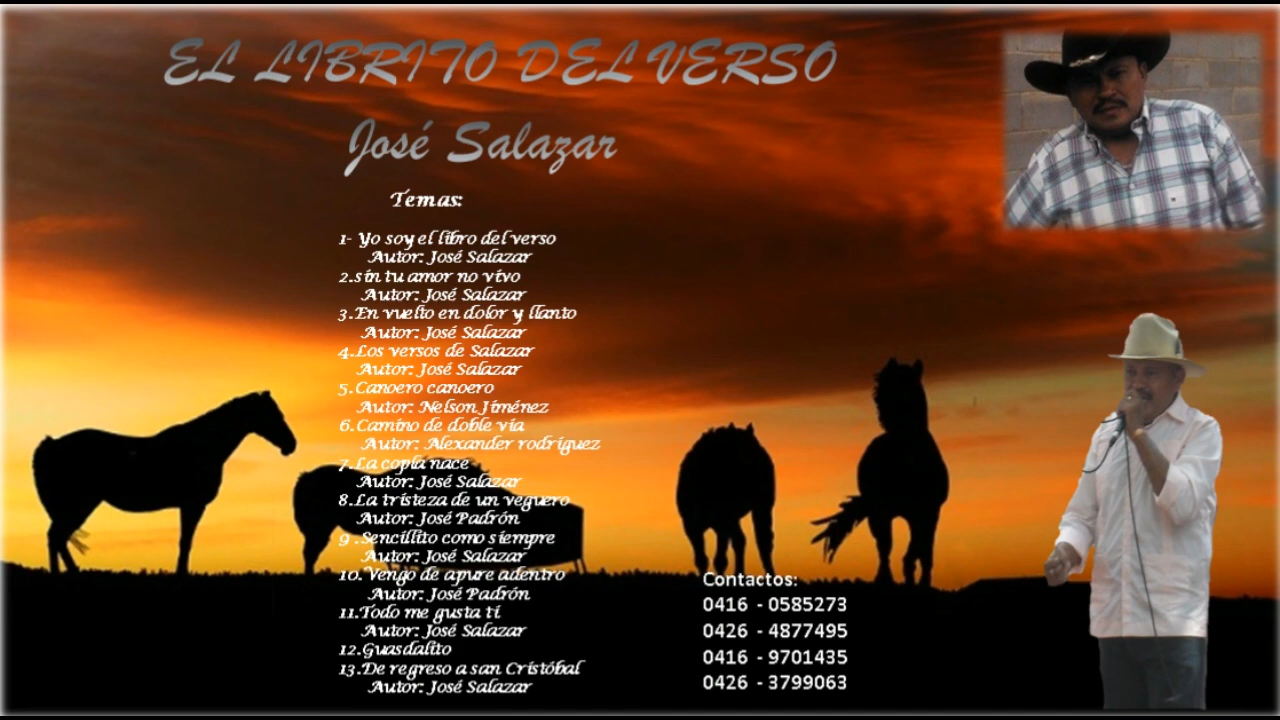 EL LIBRITO DEL VERSO
José Salazar
Temas:
1- Yo soy el libro del verso
Autor: José Salazar
2.sin tu amor no vivo
Autor: José Salazar
3.En vuelto en dolor y llanto
Autor: José Salazar
4.Los versos de Salazar
Autor: José Salazar
5.Canoero canoero
Autor: Nelson Jiménez
6.Camino de doble via
Autor: Alexander rodriguez
7.La copla nace
Autor: José Salazar
8.La tristeza de un veguero
Autor: José Padrón
9.Sencillito como siempre
Autor: José Salazar
10.Vengo de apure adentro
Autor: José Padrón
11.Todo me gusta ti
Autor: José Salazar
12.Guasdalito
13.De regreso a san Cristóbal
Autor: José Salazar
Contactos:
0416 - 0585273
0426 - 4877495
0416 - 9701435
0426 - 3799063